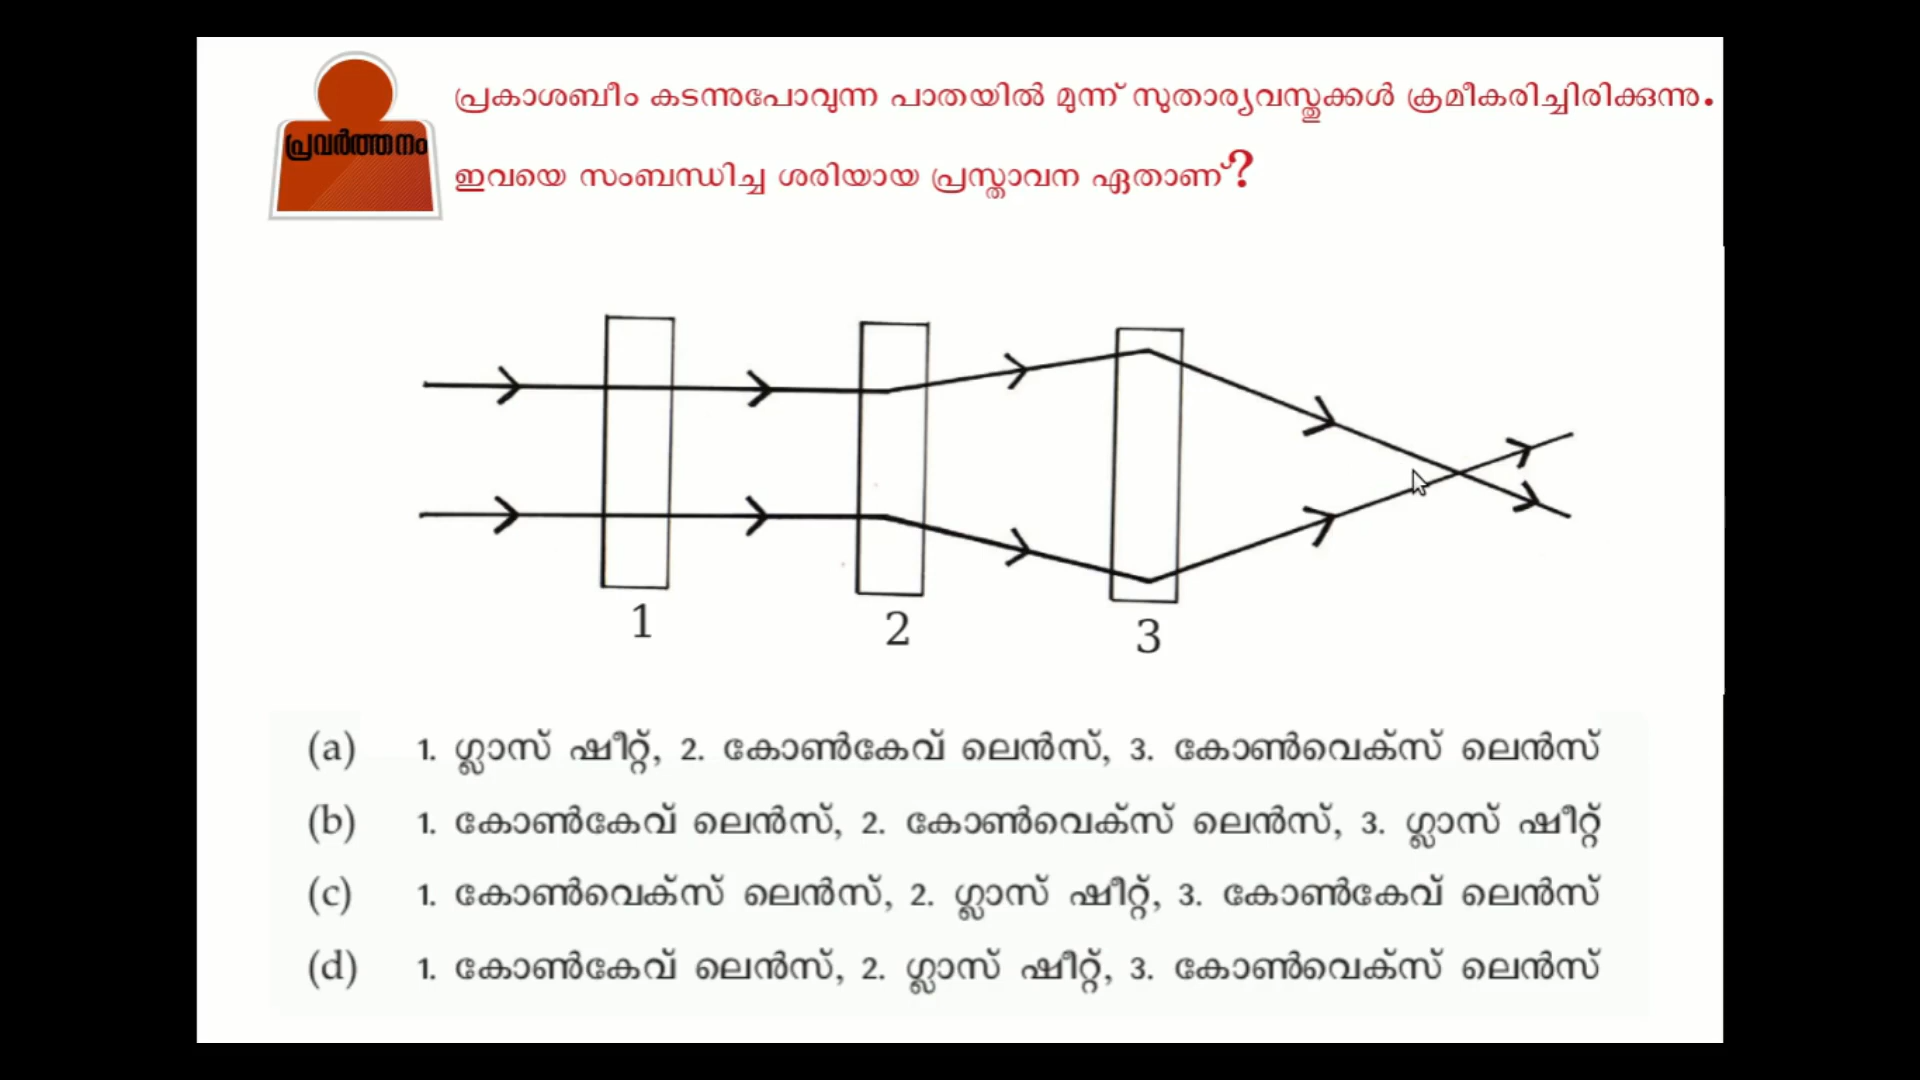 പ്രവർത്തനം
പ്രകാശബീം കടന്നുപോവുന്ന പാതയിൽ മൂന്ന് സുതാര്യവസ്തുക്കൾ ക്രമീകരിച്ചിരിക്കുന്നു.
ഇവയെ സംബന്ധിച്ച ശരിയായ പ്രസ്താവന ഏതാണ്?
1
2
3
(a) 1. ഗ്ലാസ് ഷീറ്റ്, 2. കോൺകേവ് ലെൻസ്, 3. കോൺവെക്സ് ലെൻസ്
(b) 1. കോൺകേവ് ലെൻസ്, 2. കോൺവെക്സ് ലെൻസ്, 3. ഗ്ലാസ് ഷീറ്റ്
(c) 1. കോൺവെക്സ് ലെൻസ്, 2. ഗ്ലാസ് ഷീറ്റ്, 3. കോൺകേവ് ലെൻസ്
(d) 1. കോൺകേവ് ലെൻസ്, 2. ഗ്ലാസ് ഷീറ്റ്, 3. കോൺവെക്സ് ലെൻസ്